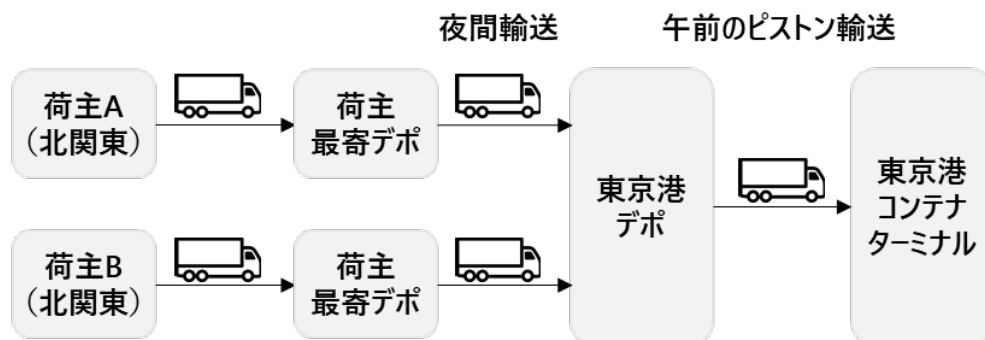 夜間輸送
午前のピストン輸送
荷主A
（北関東）
荷主
最寄デポ
東京港
デポ
東京港
コンテナ
ターミナル
荷主B
（北関東）
荷主
最寄デポ